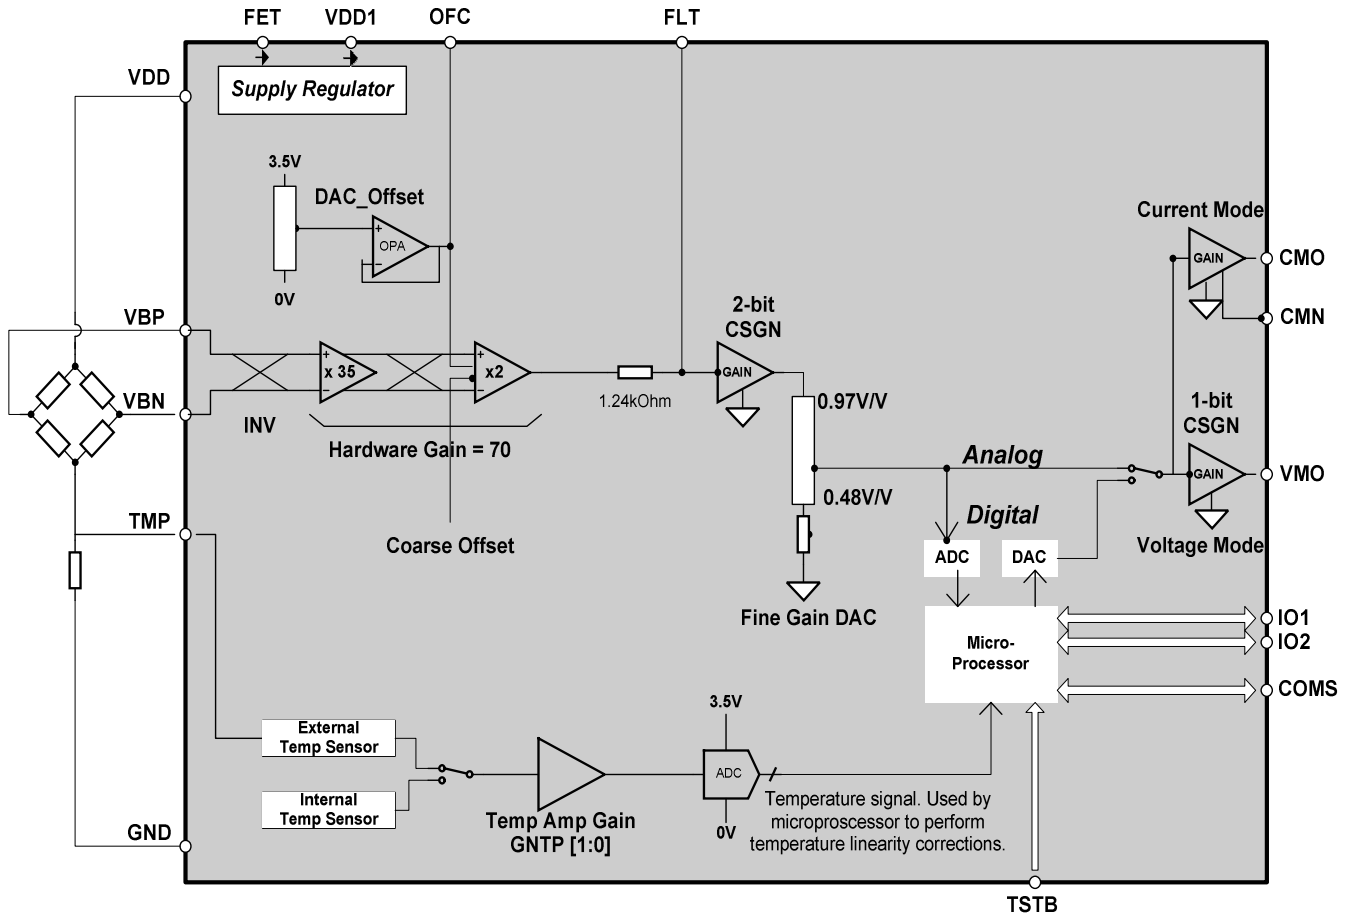 FET
VDD1
OFC
FLT
VDD
Supply Regulator
3.5V
DAC_Offset
+
OPA
−
0V
Current Mode
GAIN
CMO
CMN
VBP
VBN
INV
+
x 35
−
+
x2
−
Hardware Gain = 70
1.24kOhm
2-bit
CSGN
GAIN
0.97V/V
0.48V/V
Fine Gain DAC
Coarse Offset
Analog
Digital
1-bit
CSGN
GAIN
VMO
Voltage Mode
ADC
DAC
Micro-
Processor
IO1
IO2
COMS
TMP
External
Temp Sensor
Internal
Temp Sensor
Temp Amp Gain
GNTP [1:0]
3.5V
ADC
0V
Temperature signal. Used by
microproscessor to perform
temperature linearity corrections.
GND
TSTB